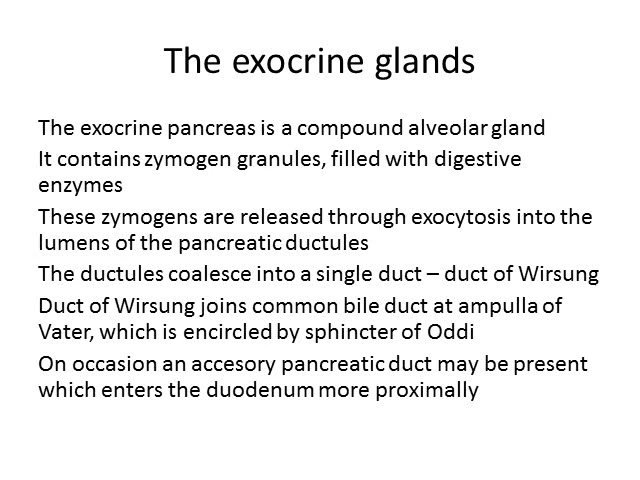 The exocrine glands
The exocrine pancreas is a compound alveolar gland
It contains zymogen granules, filled with digestive
enzymes
These zymogens are released through exocytosis into the
lumens of the pancreatic ductules
The ductules coalesce into a single duct – duct of Wirsung
Duct of Wirsung joins common bile duct at ampulla of
Vater, which is encircled by sphincter of Oddi
On occasion an accesory pancreatic duct may be present
which enters the duodenum more proximally